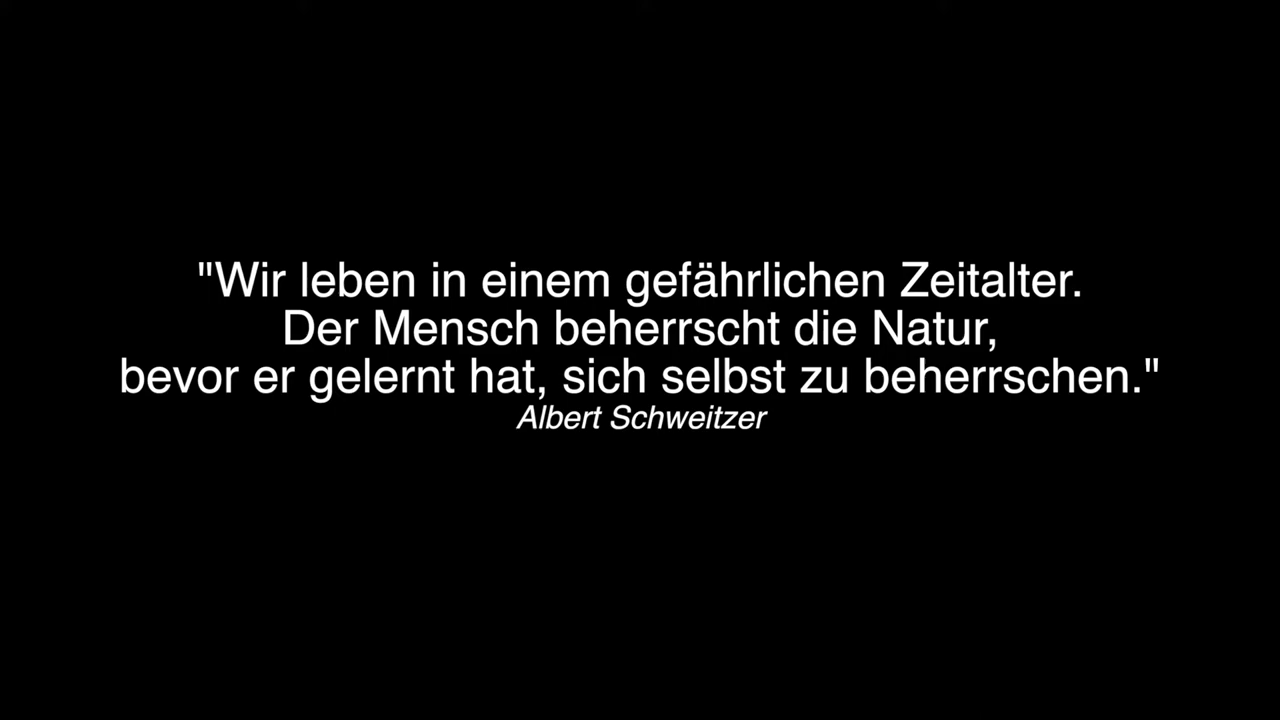 "Wir leben in einem gefährlichen Zeitalter.
Der Mensch beherrscht die Natur,
bevor er gelernt hat, sich selbst zu beherrschen."
Albert Schweitzer